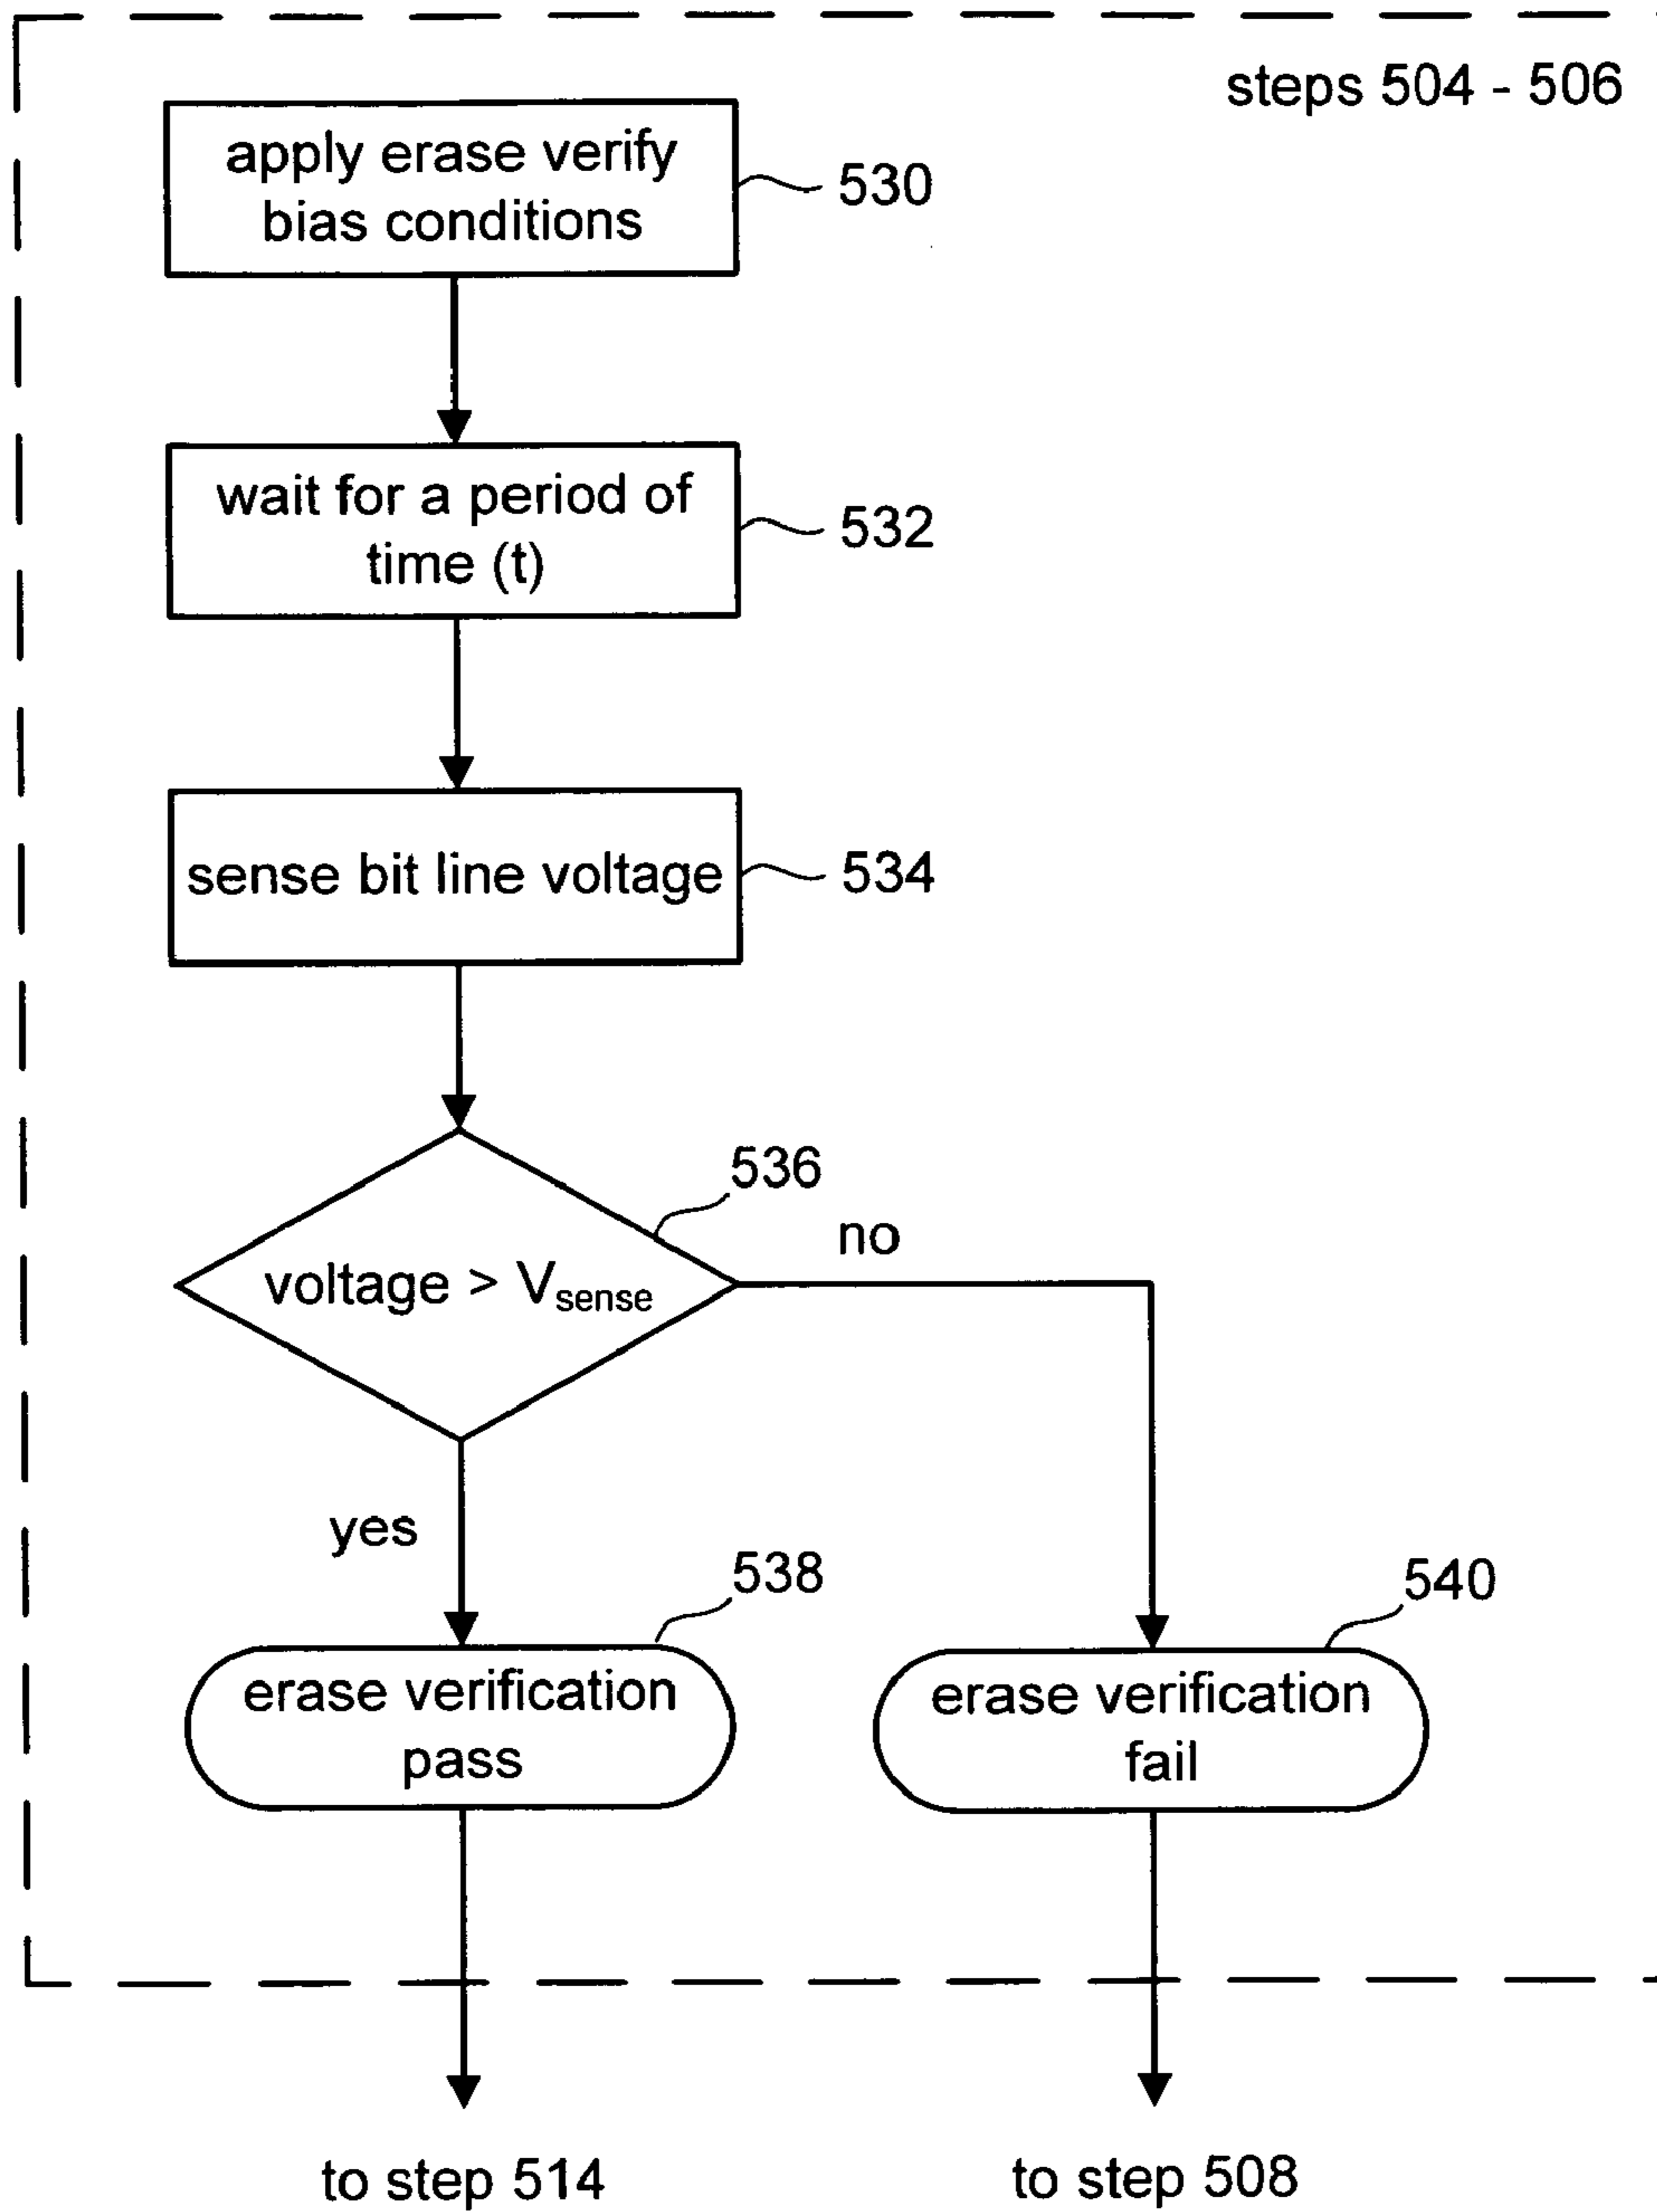 steps 504 - 506
apply erase verify
bias conditions
530
wait for a period of
time (t)
532
sense bit line voltage
534
536
voltage > Vsense
no
yes
538
540
erase verification
pass
erase verification
fail
to step 514
to step 508